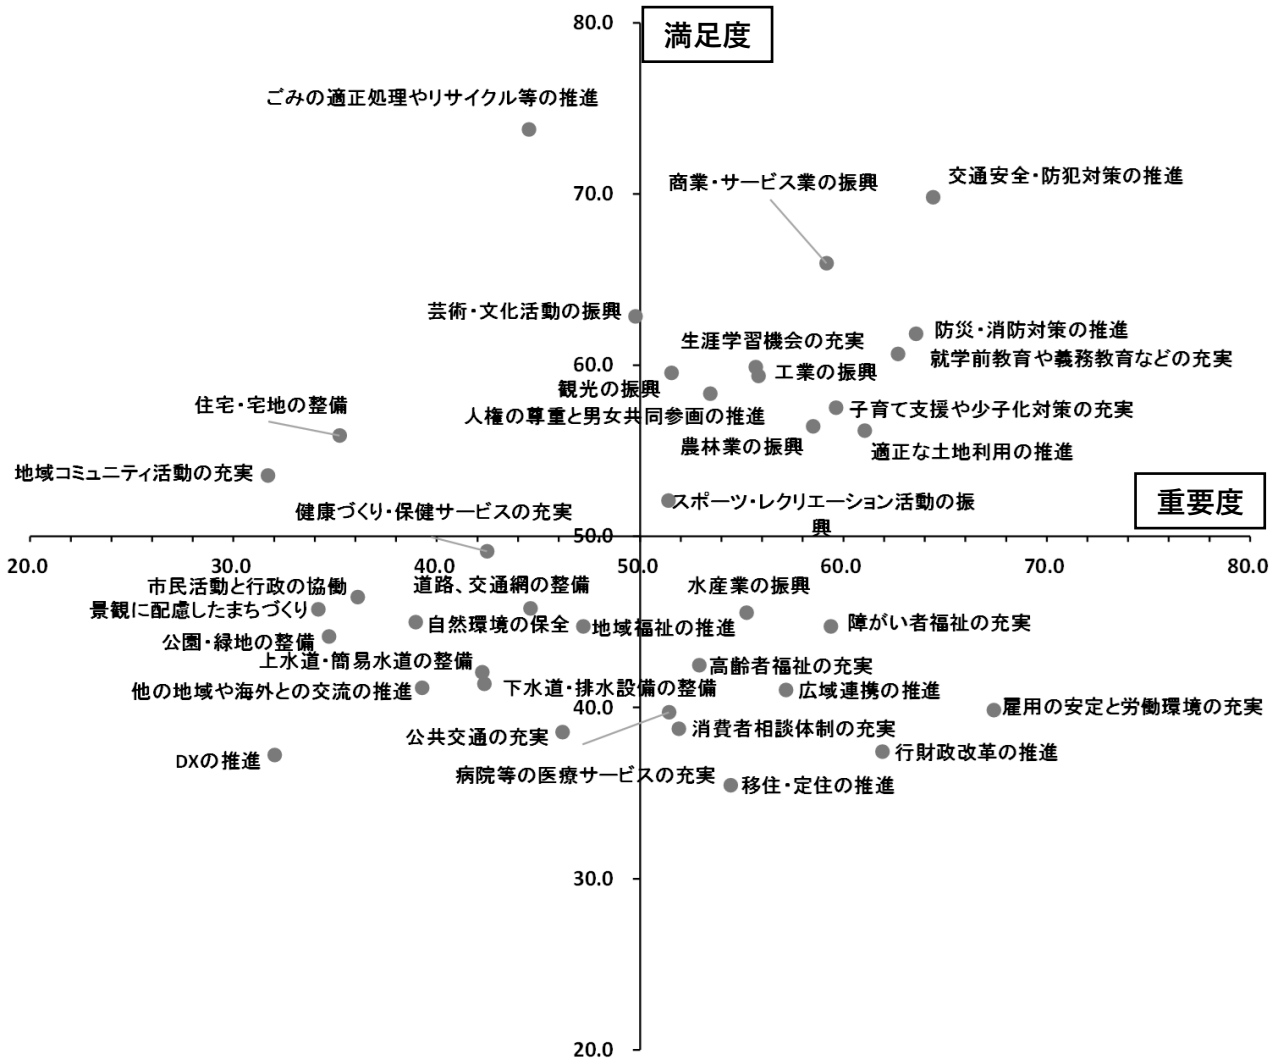 80.0
満足度
ごみの適正処理やリサイクル等の推進
商業・サービス業の振興
交通安全・防犯対策の推進
70.0
芸術・文化活動の振興
生涯学習機会の充実
防災・消防対策の推進
就学前教育や義務教育などの充実
60.0
工業の振興
観光の振興
住宅・宅地の整備
人権の尊重と男女共同参画の推進
子育て支援や少子化対策の充実
農林業の振興
適正な土地利用の推進
地域コミュニティ活動の充実
健康づくり・保健サービスの充実
スポーツ・レクリエーション活動の振
興
重要度
50.0
20.0
30.0
40.0
50.0
60.0
70.0
80.0
市民活動と行政の協働
道路、交通網の整備
水産業の振興
景観に配慮したまちづくり
自然環境の保全
地域福祉の推進
障がい者福祉の充実
公園・緑地の整備
上水道・簡易水道の整備
高齢者福祉の充実
他の地域や海外との交流の推進
下水道・排水設備の整備
広域連携の推進
40.0
雇用の安定と労働環境の充実
公共交通の充実
消費者相談体制の充実
DXの推進
行財政改革の推進
病院等の医療サービスの充実
移住・定住の推進
30.0
20.0